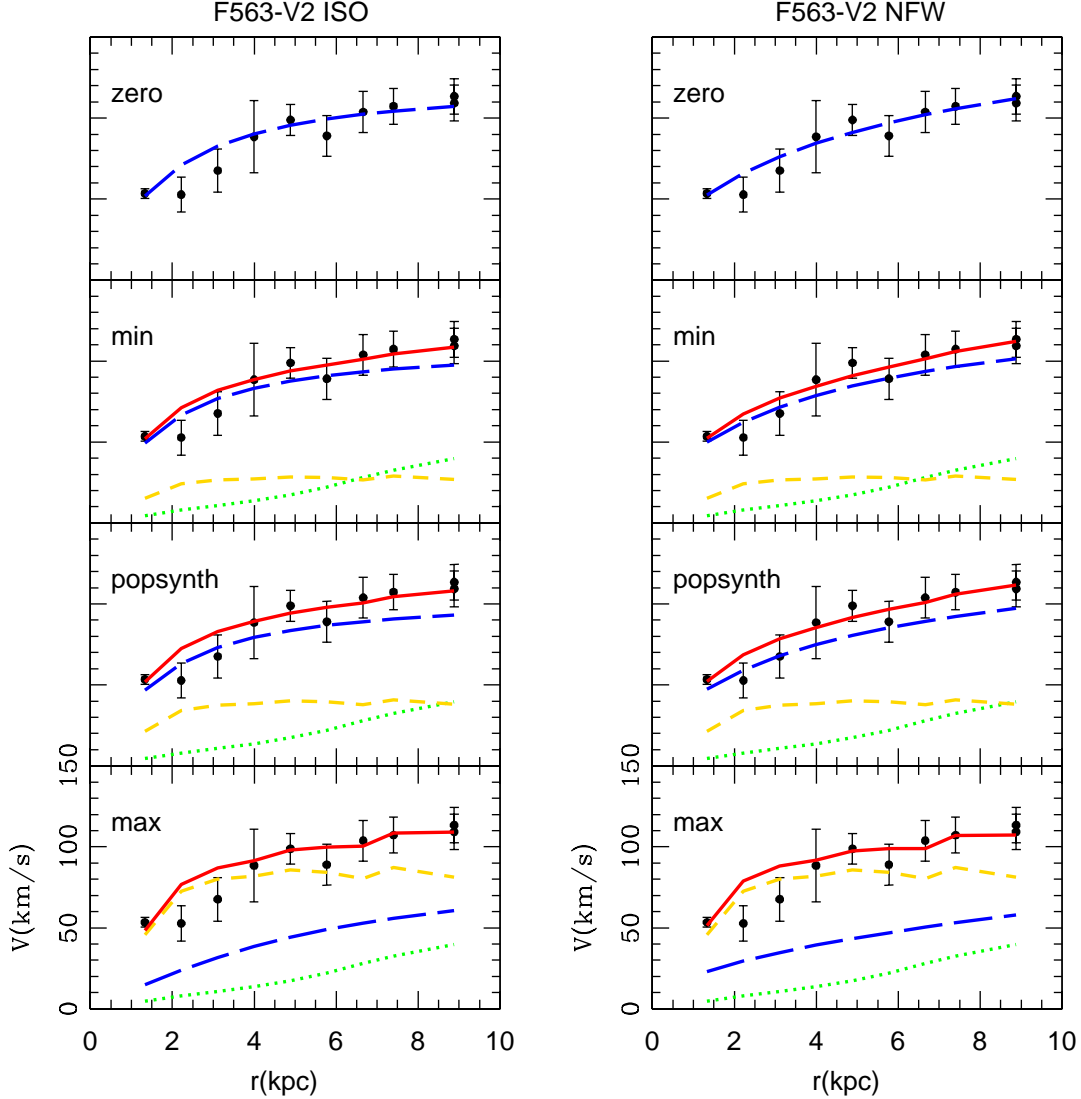 F563-V2 ISO
F563-V2 NFW
zero
zero
min
min
popsynth
popsynth
max
max
150
100
50
0
V(km/s)
150
100
50
0
V(km/s)
0 2 4 6 8 10
0 2 4 6 8 10
r(kpc)
r(kpc)